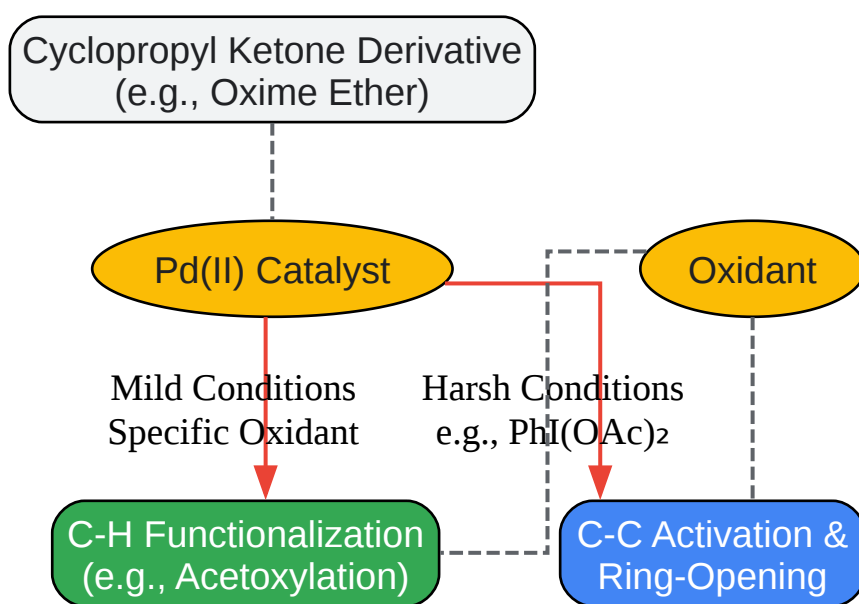 Cyclopropyl Ketone Derivative
(e.g., Oxime Ether)
Pd(II) Catalyst
Oxidant
Mild Conditions
Specific Oxidant
Harsh Conditions
e.g., PhI(OAc)₂
C-H Functionalization
(e.g., Acetoxylation)
C-C Activation &
Ring-Opening